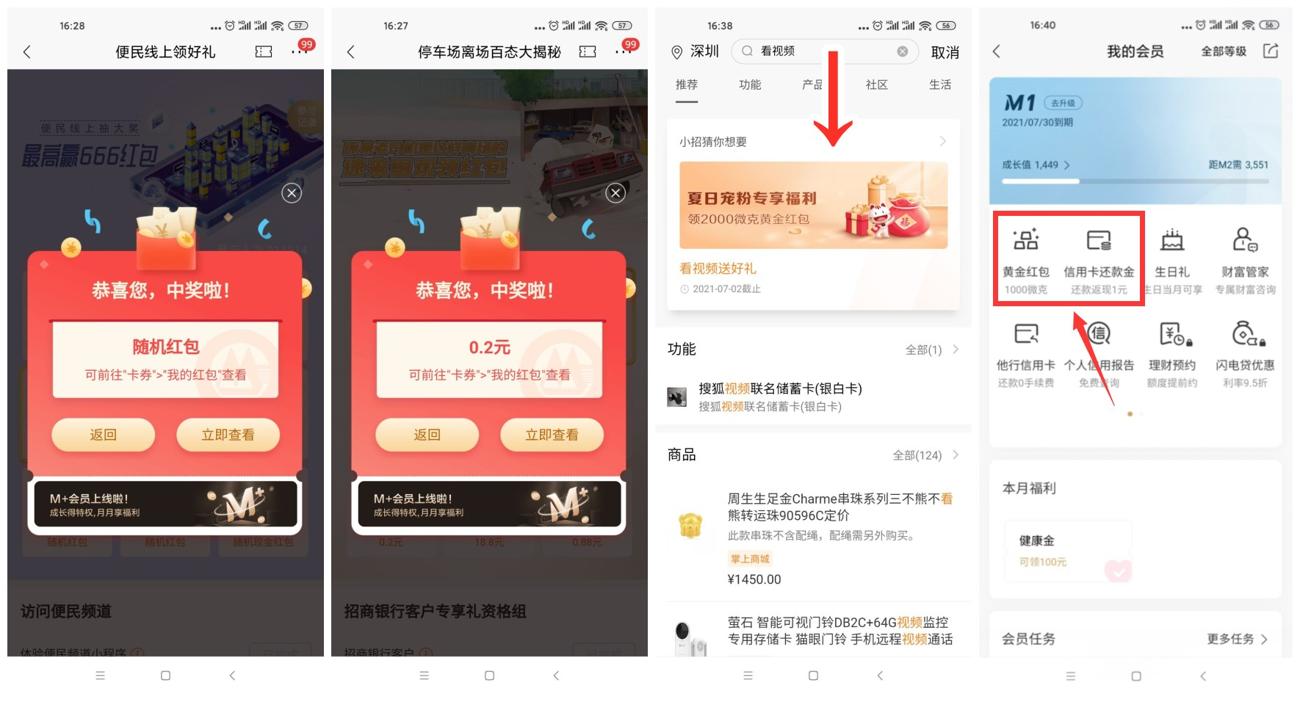 16:28
57
便民线上领好礼
99
便民线上抽大奖
最高赢666红包
恭喜您，中奖啦！
随机红包
可前往"卡券">"我的红包"查看
返回
立即查看
M+会员上线啦！
成长得特权,月月享福利
随机红包
随机红包
随机现金红包
访问便民频道
体验便民频道小程序
16:27
57
停车场离场百态大揭秘
99
恭喜您，中奖啦！
0.2元
可前往"卡券">"我的红包"查看
返回
立即查看
M+会员上线啦！
成长得特权,月月享福利
0.2元
18.8元
0.88元
招商银行客户专享礼资格组
招商银行客户
16:38
56
深圳
看视频
取消
推荐
功能
产品
社区
生活
小招猜你想要
夏日宠粉专享福利
领2000微克黄金红包
福
看视频送好礼
2021-07-02截止
功能
全部(1)
搜狐视频联名储蓄卡(银白卡)
搜狐视频联名储蓄卡(银白卡)
商品
全部(124)
周生生足金Charme串珠系列三不熊不看
熊转运珠90596C定价
此款串珠不含配绳，配绳需另外购买。
掌上商城
¥1450.00
萤石 智能可视门铃DB2C+64G视频监控
专用存储卡 猫眼门铃 手机远程视频通话
16:40
56
我的会员
全部等级
M1
去升级
2021/07/30到期
成长值 1,449
距M2需 3,551
黄金红包
1000微克
信用卡还款金
还款返现1元
生日礼
生日当月可享
财富管家
专属财富咨询
他行信用卡
还款0手续费
信
个人信用报告
免费查询
理财预约
额度提前约
闪电贷优惠
利率9.5折
本月福利
健康金
可领100元
会员任务
更多任务